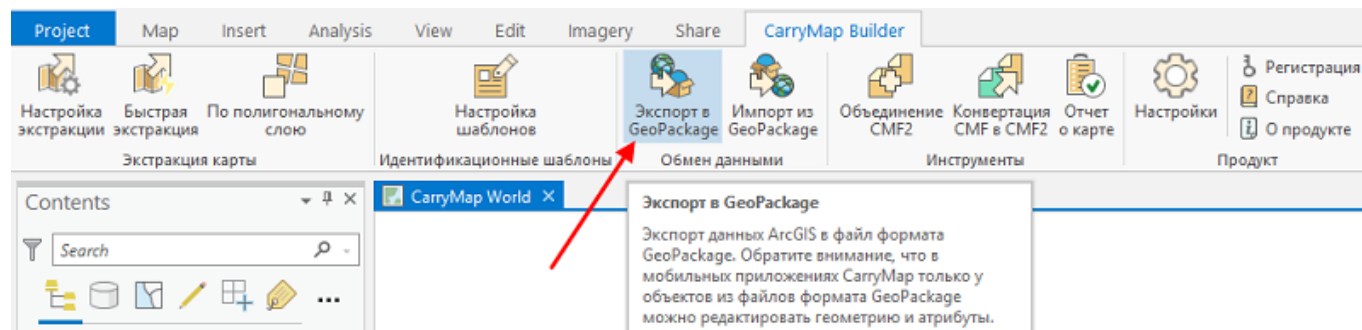 Project Map Insert Analysis View Edit Imagery Share CarryMap Builder
Настройка экстракции
Быстрая экстракция
По полигональному слою
Экстракция карты
Настройка шаблонов
Идентификационные шаблоны
Экспорт в GeoPackage
Импорт из GeoPackage
Обмен данными
Объединение CMF2
Конвертация CMF в CMF2
Отчет о карте
Инструменты
Настройки
Регистрация
Справка
О продукте
Продукт
Contents
CarryMap World
Search
Экспорт в GeoPackage
Экспорт данных ArcGIS в файл формата
GeoPackage. Обратите внимание, что в
мобильных приложениях CarryMap только у
объектов из файлов формата GeoPackage
можно редактировать геометрию и атрибуты.